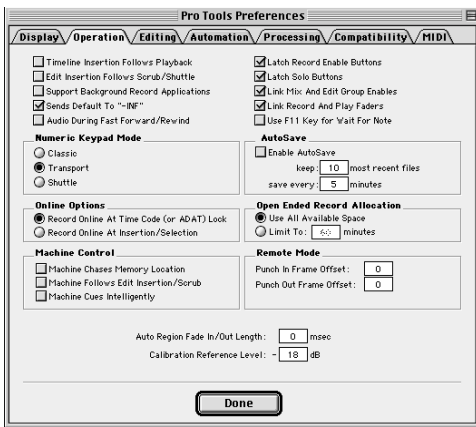 Pro Tools Preferences
Display Operation Editing Automation Processing Compatibility MIDI
Timeline Insertion Follows Playback
Edit Insertion Follows Scrub/Shuttle
Support Background Record Applications
Sends Default To "-INF"
Audio During Fast Forward/Rewind
Latch Record Enable Buttons
Latch Solo Buttons
Link Mix And Edit Group Enables
Link Record And Play Faders
Use F11 Key for Wait For Note
Numeric Keypad Mode
Classic
Transport
Shuttle
AutoSave
Enable AutoSave
keep: 10 most recent files
save every: 5 minutes
Online Options
Record Online At Time Code (or ADAT) Lock
Record Online At Insertion/Selection
Open Ended Record Allocation
Use All Available Space
Limit To: 60 minutes
Machine Control
Machine Chases Memory Location
Machine Follows Edit Insertion/Scrub
Machine Cues Intelligently
Remote Mode
Punch In Frame Offset: 0
Punch Out Frame Offset: 0
Auto Region Fade In/Out Length: 0 msec
Calibration Reference Level: - 18 dB
Done